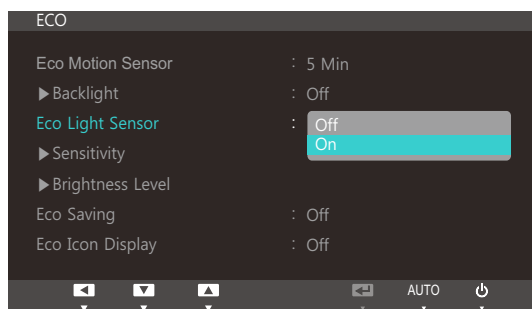 ECO
Eco Motion Sensor : 5 Min
▶Backlight : Off
Eco Light Sensor : Off
On
▶Sensitivity
▶Brightness Level
Eco Saving : Off
Eco Icon Display : Off
AUTO